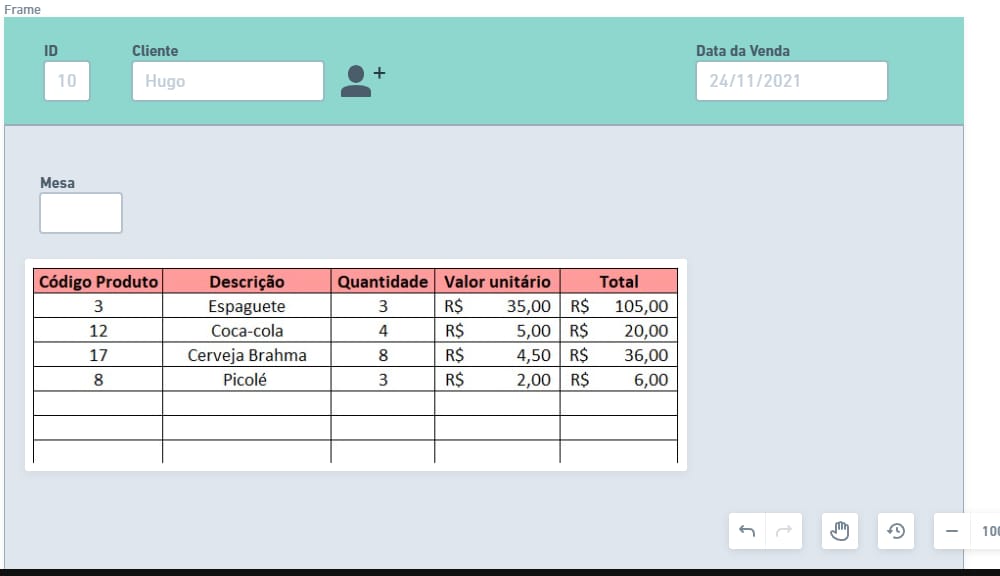 Frame
ID Cliente Data da Venda
10 Hugo + 24/11/2021
Mesa
Código Produto Descrição Quantidade Valor unitário Total
3 Espaguete 3 R$ 35,00 R$ 105,00
12 Coca-cola 4 R$ 5,00 R$ 20,00
17 Cerveja Brahma 8 R$ 4,50 R$ 36,00
8 Picolé 3 R$ 2,00 R$ 6,00